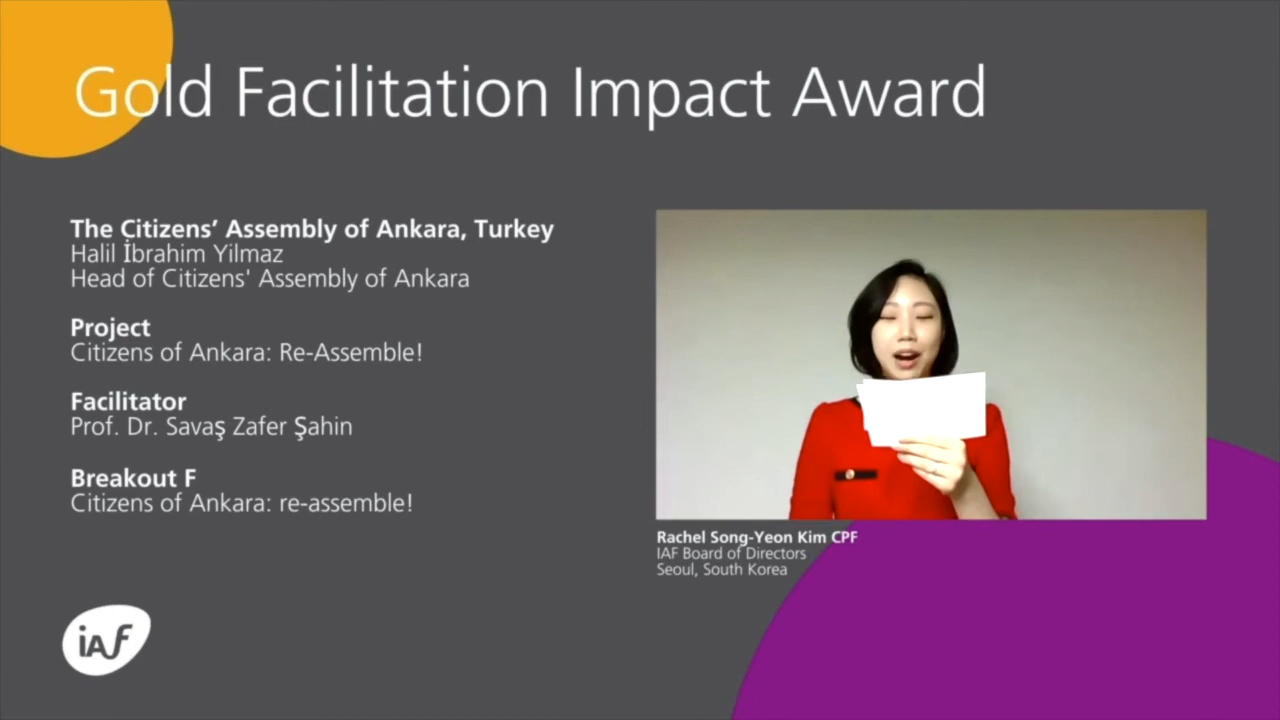 Gold Facilitation Impact Award
The Citizens’ Assembly of Ankara, Turkey
Halil İbrahim Yilmaz
Head of Citizens' Assembly of Ankara
Project
Citizens of Ankara: Re-Assemble!
Facilitator
Prof. Dr. Savaş Zafer Şahin
Breakout F
Citizens of Ankara: re-assemble!
Rachel Song-Yeon Kim CPF
IAF Board of Directors
Seoul, South Korea
iAF